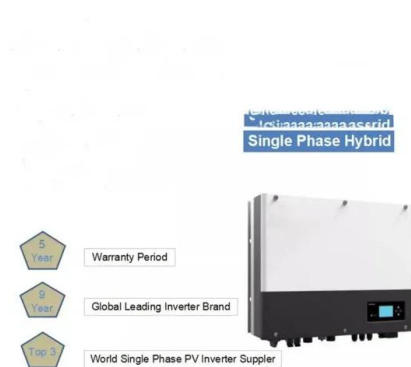 Single Phase Hybrid
5
Year
Warranty Period
9
Year
Global Leading Inverter Brand
Top 3
World Single Phase PV Inverter Suppler